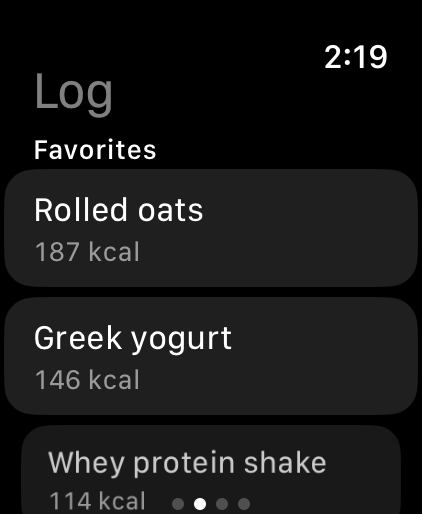 2:19
Log
Favorites
Rolled oats
187 kcal
Greek yogurt
146 kcal
Whey protein shake
114 kcal